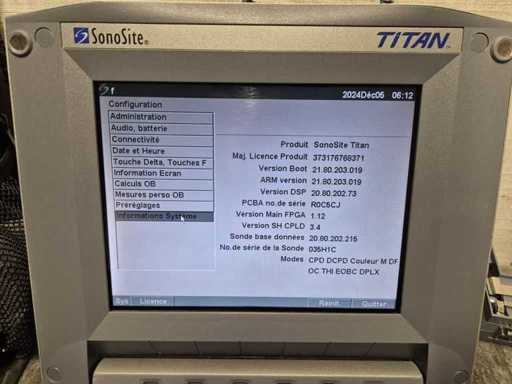 SonoSite®
TITAN™
f
2024Déc05 06:12
Configuration
Administration
Audio, batterie
Connectivité
Date et Heure
Touche Delta, Touches F
Information Ecran
Calculs OB
Mesures perso OB
Préréglages
Informations Système
Produit SonoSite Titan
Maj. Licence Produit 373176768371
Version Boot 21.80.203.019
ARM version 21.80.203.019
Version DSP 20.80.202.73
PCBA no.de série R0C5CJ
Version Main FPGA 1.12
Version SH CPLD 3.4
Sonde base données 20.80.202.215
No.de série de la Sonde 036H1C
Modes CPD DCPD Couleur M DF
OC THI EOBC DPLX
Sys Licence Réinit. Quitter